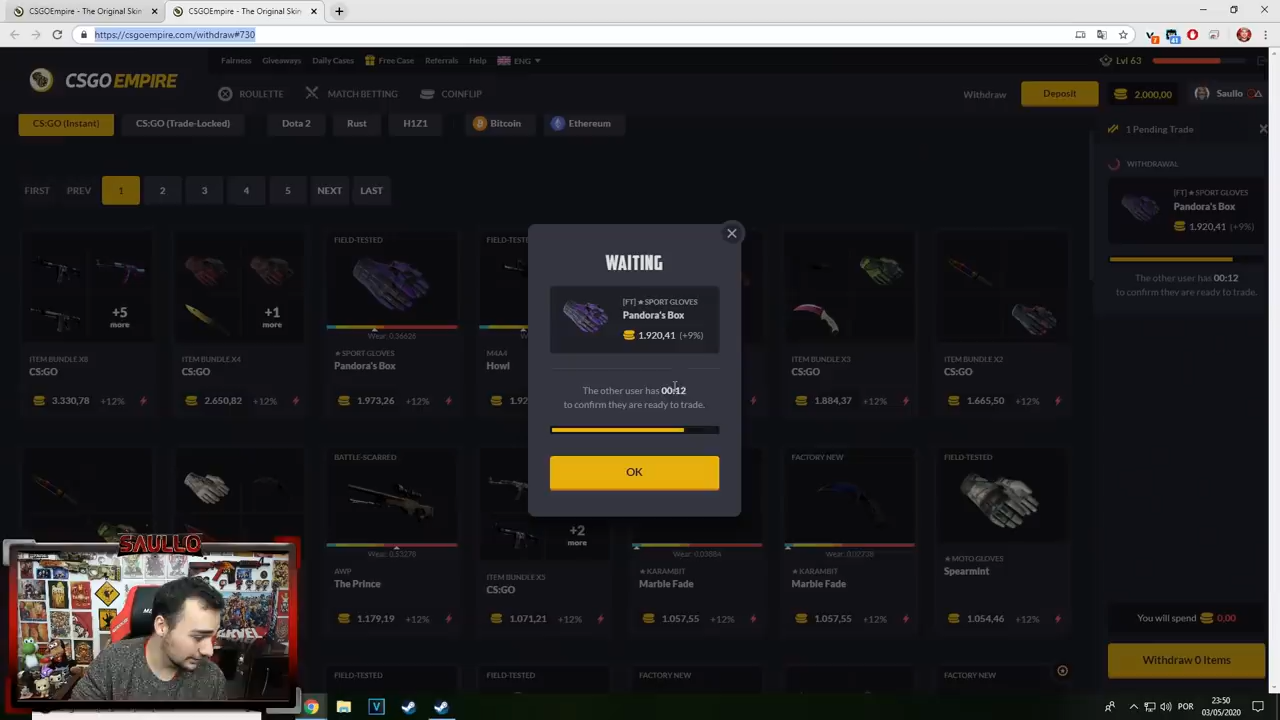 CSGOEmpire | The Original Skin
CSGOEmpire | The Original Skin
https://csgoempire.com/withdraw#730
Fairness Giveaways Daily Cases Free Case Referrals Help ENG
Lvl 63
CSGOEMPIRE
ROULETTE MATCH BETTING COINFLIP
Withdraw Deposit 2.000,00 Saullo
CS:GO (Instant) CS:GO (Trade-Locked) Dota 2 Rust H1Z1 Bitcoin Ethereum
1 Pending Trade
WITHDRAWAL
[FT] ★ SPORT GLOVES
Pandora's Box
1.920,41 (+9%)
The other user has 00:12
to confirm they are ready to trade.
FIRST PREV 1 2 3 4 5 NEXT LAST
WAITING
[FT] ★ SPORT GLOVES
Pandora's Box
1.920,41 (+9%)
The other user has 00:12
to confirm they are ready to trade.
OK
+5
more
ITEM BUNDLE X8
CS:GO
3.330,78 +12%
+1
more
ITEM BUNDLE X4
CS:GO
2.650,82 +12%
FIELD-TESTED
★ SPORT GLOVES
Pandora's Box
1.973,26 +12%
M4A4
Howl
ITEM BUNDLE X3
CS:GO
1.884,37 +12%
ITEM BUNDLE X2
CS:GO
1.665,50 +12%
BATTLE-SCARRED
AWP
The Prince
1.179,19 +12%
+2
more
ITEM BUNDLE X5
CS:GO
1.071,21 +12%
★ KARAMBIT
Marble Fade
1.057,55 +12%
FACTORY NEW
★ KARAMBIT
Marble Fade
1.057,55 +12%
FIELD-TESTED
★ MOTO GLOVES
Spearmint
1.054,46 +12%
FIELD-TESTED
FIELD-TESTED
FACTORY NEW
FACTORY NEW
You will spend 0,00
Withdraw 0 Items
SAULLO
MARVEL
POR
23:50
03/05/2020